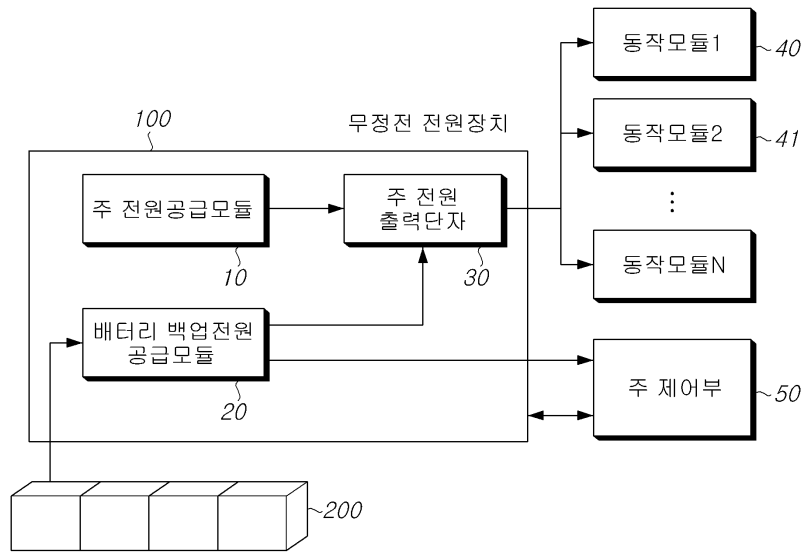 동작모듈1
40
100
무정전 전원장치
동작모듈2
41
주 전원공급모듈
10
주 전원
출력단자
30
⋮
동작모듈N
배터리 백업전원
공급모듈
20
주 제어부
50
200